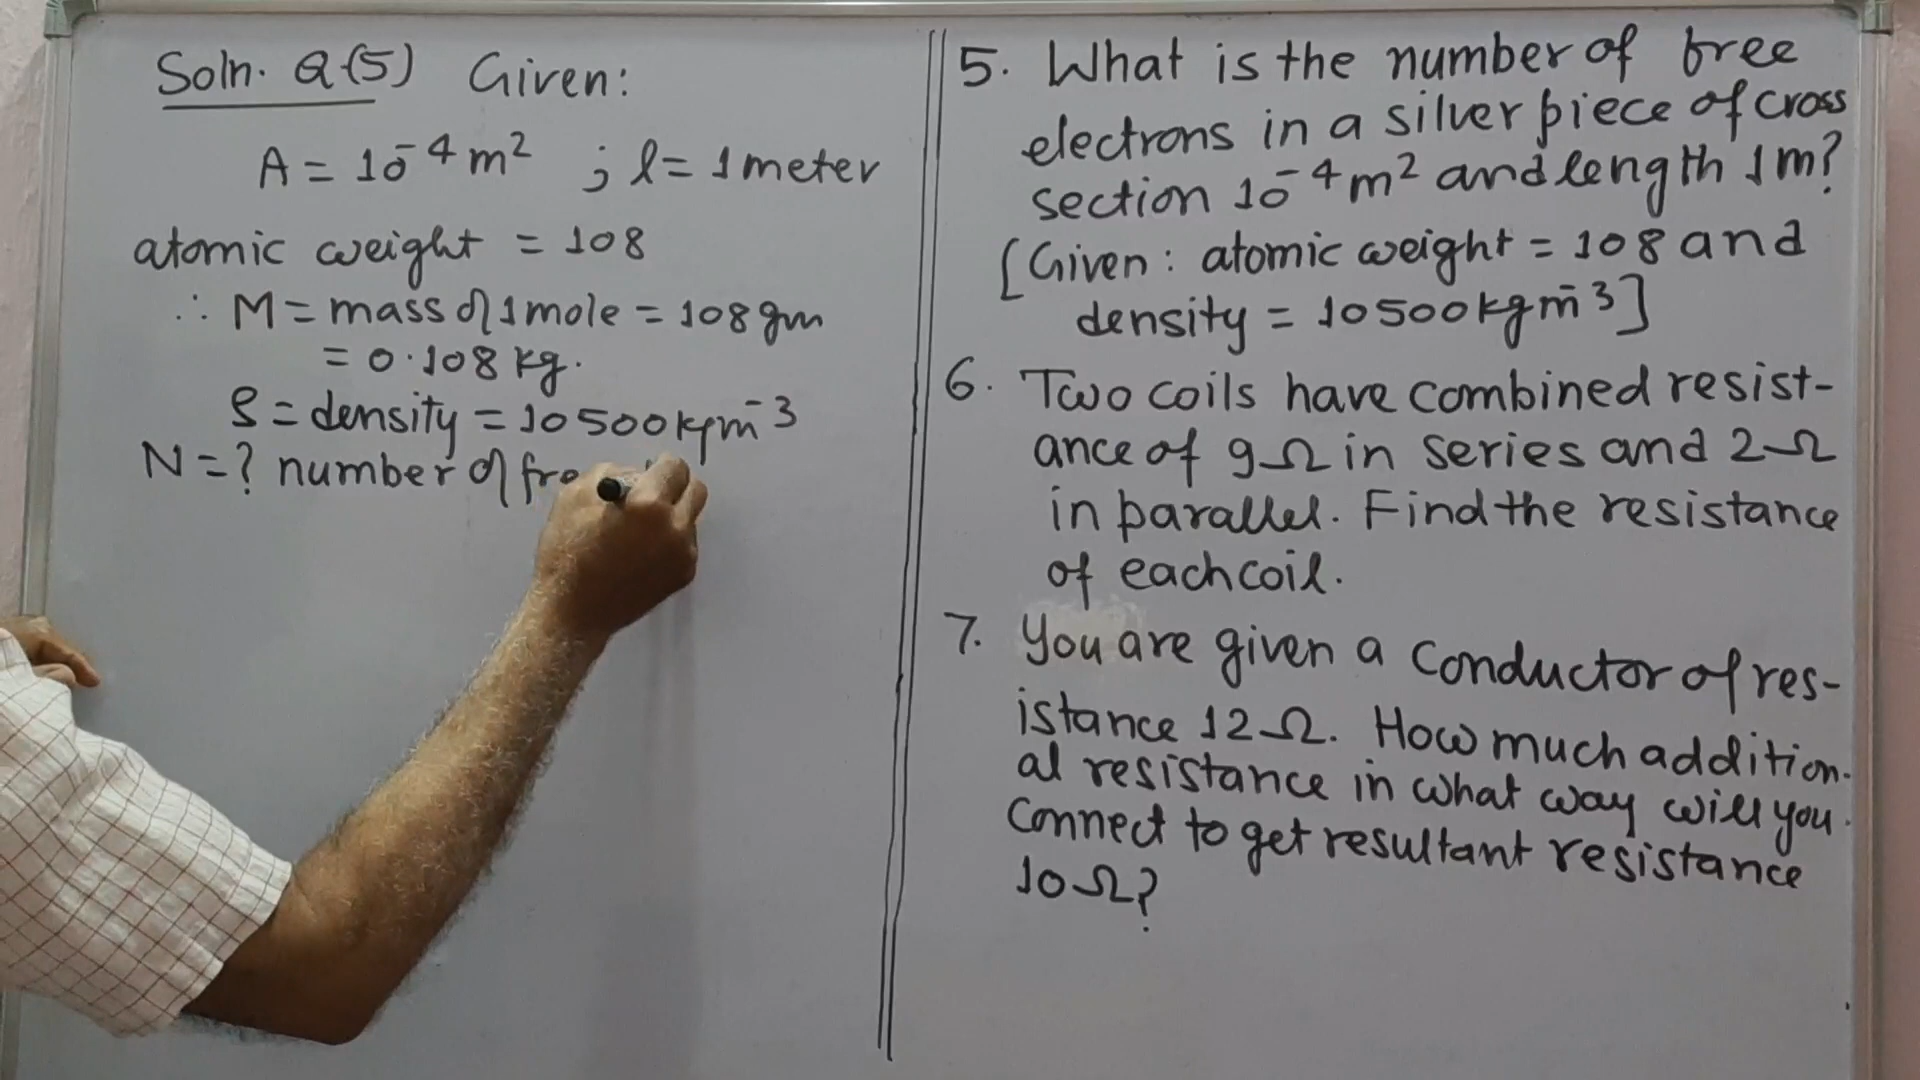 Soln. Q.(5) Given:
A = 10⁻⁴ m² ; l = 1 meter
atomic weight = 108
∴ M = mass of 1 mole = 108 gm
= 0.108 kg.
ρ = density = 10500 kgm⁻³
N = ? number of
5. What is the number of free
electrons in a silver piece of cross
section 10⁻⁴ m² and length 1m?
[Given: atomic weight = 108 and
density = 10500 kgm⁻³]
6. Two coils have combined resist-
ance of 9Ω in series and 2Ω
in parallel. Find the resistance
of each coil.
7. You are given a conductor of res-
istance 12Ω. How much addition-
al resistance in what way will you
connect to get resultant resistance
10Ω?